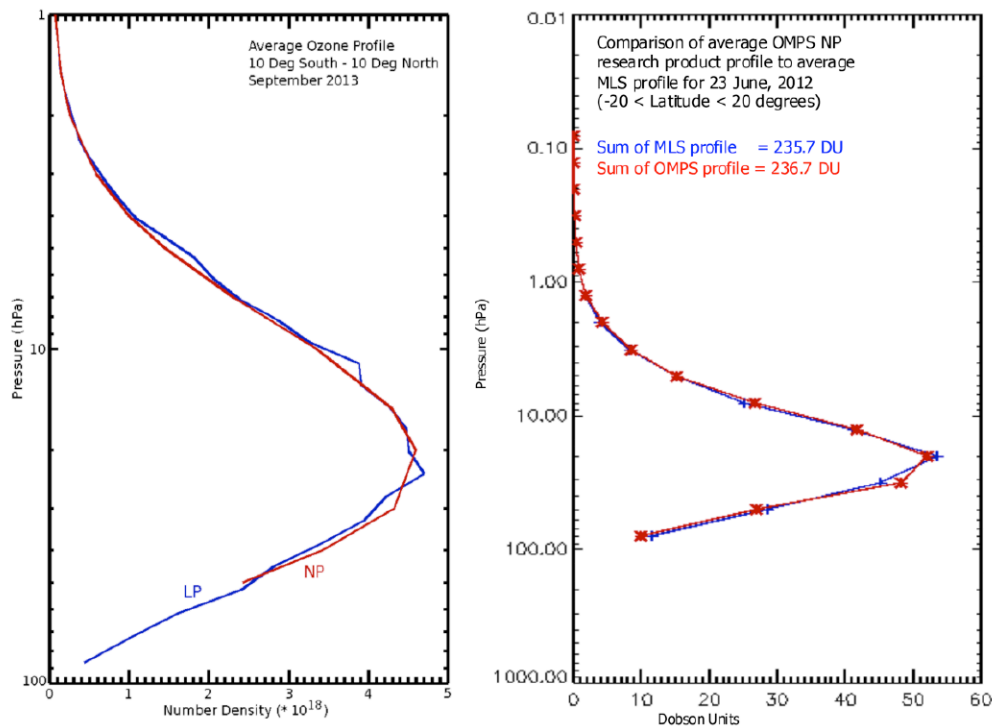 Average Ozone Profile
10 Deg South - 10 Deg North
September 2013
1
10
100
Pressure (hPa)
LP
NP
0 1 2 3 4 5
Number Density (* 10^18)
Comparison of average OMPS NP
research product profile to average
MLS profile for 23 June, 2012
(-20 < Latitude < 20 degrees)
Sum of MLS profile = 235.7 DU
Sum of OMPS profile = 236.7 DU
0.01
0.10
1.00
10.00
100.00
1000.00
Pressure (hPa)
0 10 20 30 40 50 60
Dobson Units